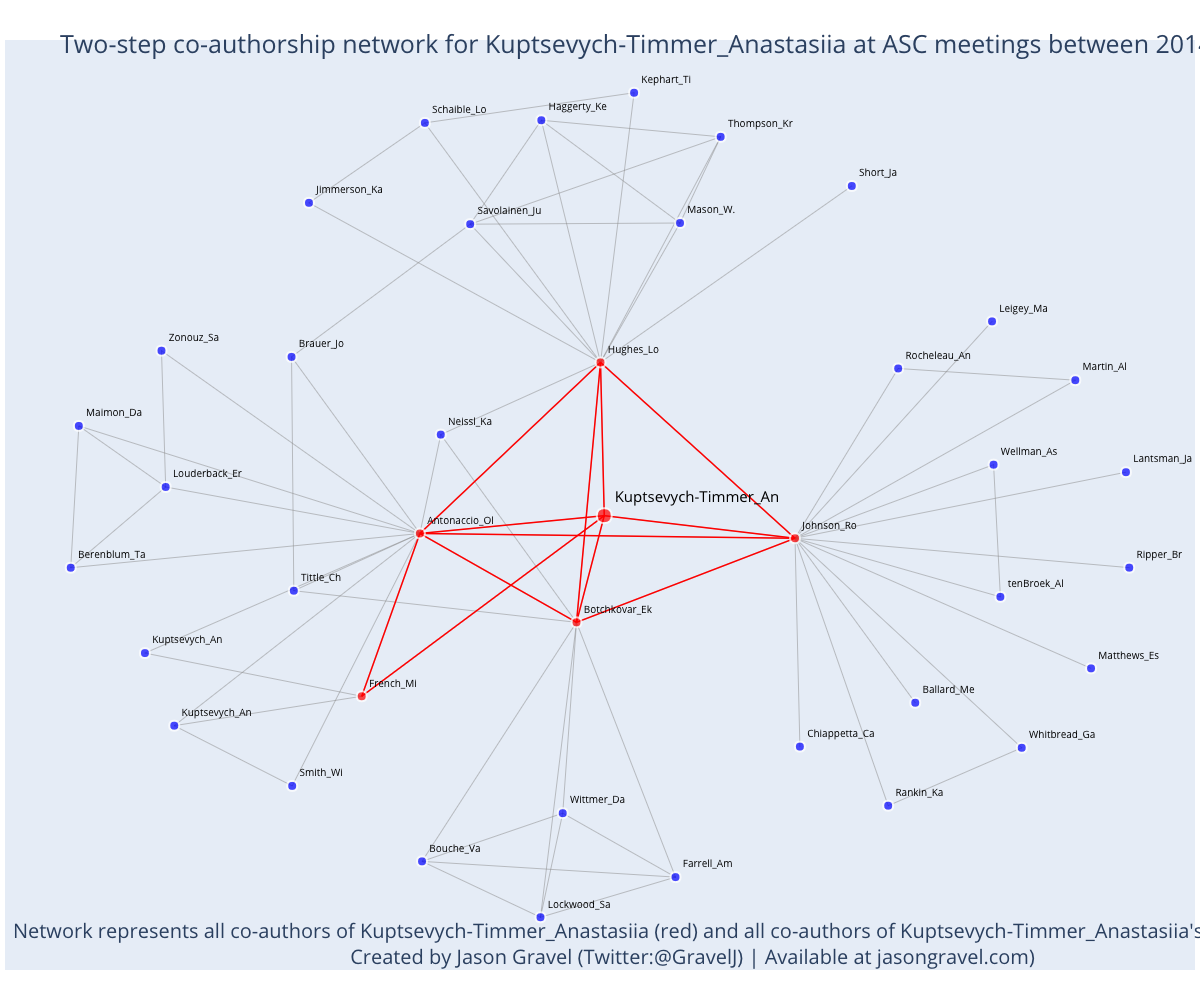 Two-step co-authorship network for Kuptsevych-Timmer_Anastasiia at ASC meetings between 201
Kephart_Ti
Schaible_Lo
Haggerty_Ke
Thompson_Kr
Short_Ja
Jimmerson_Ka
Savolainen_Ju
Mason_W.
Leigey_Ma
Zonouz_Sa
Brauer_Jo
Hughes_Lo
Rocheleau_An
Martin_Al
Maimon_Da
Neissl_Ka
Wellman_As
Lantsman_Ja
Louderback_Er
Kuptsevych-Timmer_An
Antonaccio_Ol
Johnson_Ro
Berenblum_Ta
Ripper_Br
Tittle_Ch
tenBroek_Al
Botchkovar_Ek
Kuptsevych_An
Matthews_Es
French_Mi
Ballard_Me
Kuptsevych_An
Chiappetta_Ca
Whitbread_Ga
Smith_Wi
Rankin_Ka
Wittmer_Da
Bouche_Va
Farrell_Am
Lockwood_Sa
Network represents all co-authors of Kuptsevych-Timmer_Anastasiia (red) and all co-authors of Kuptsevych-Timmer_Anastasiia's
Created by Jason Gravel (Twitter:@GravelJ) | Available at jasongravel.com)